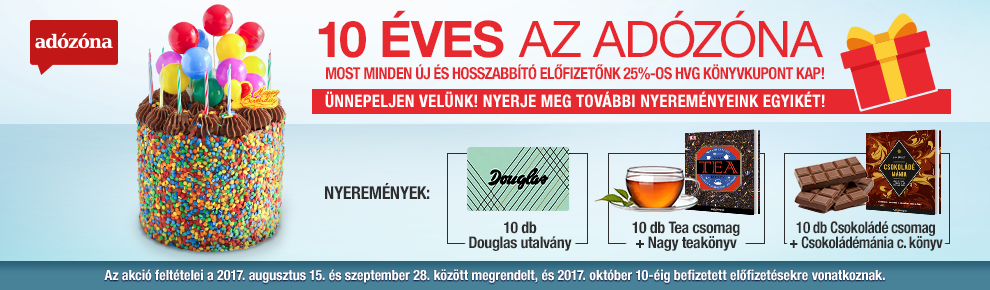 adózóna
Happy
Birthday
10 ÉVES AZ ADÓZÓNA
MOST MINDEN ÚJ ÉS HOSSZABBÍTÓ ELŐFIZETŐNK 25%-OS HVG KÖNYVKUPONT KAP!
ÜNNEPELJEN VELÜNK! NYERJE MEG TOVÁBBI NYEREMÉNYEINK EGYIKÉT!
NYEREMÉNYEK:
Douglas
10 db
Douglas utalvány
TEA
10 db Tea csomag
+ Nagy teakönyv
CSOKOLÁDÉ
MÁNIA
10 db Csokoládé csomag
+ Csokoládémánia c. könyv
Az akció feltételei a 2017. augusztus 15. és szeptember 28. között megrendelt, és 2017. október 10-éig befizetett előfizetésekre vonatkoznak.